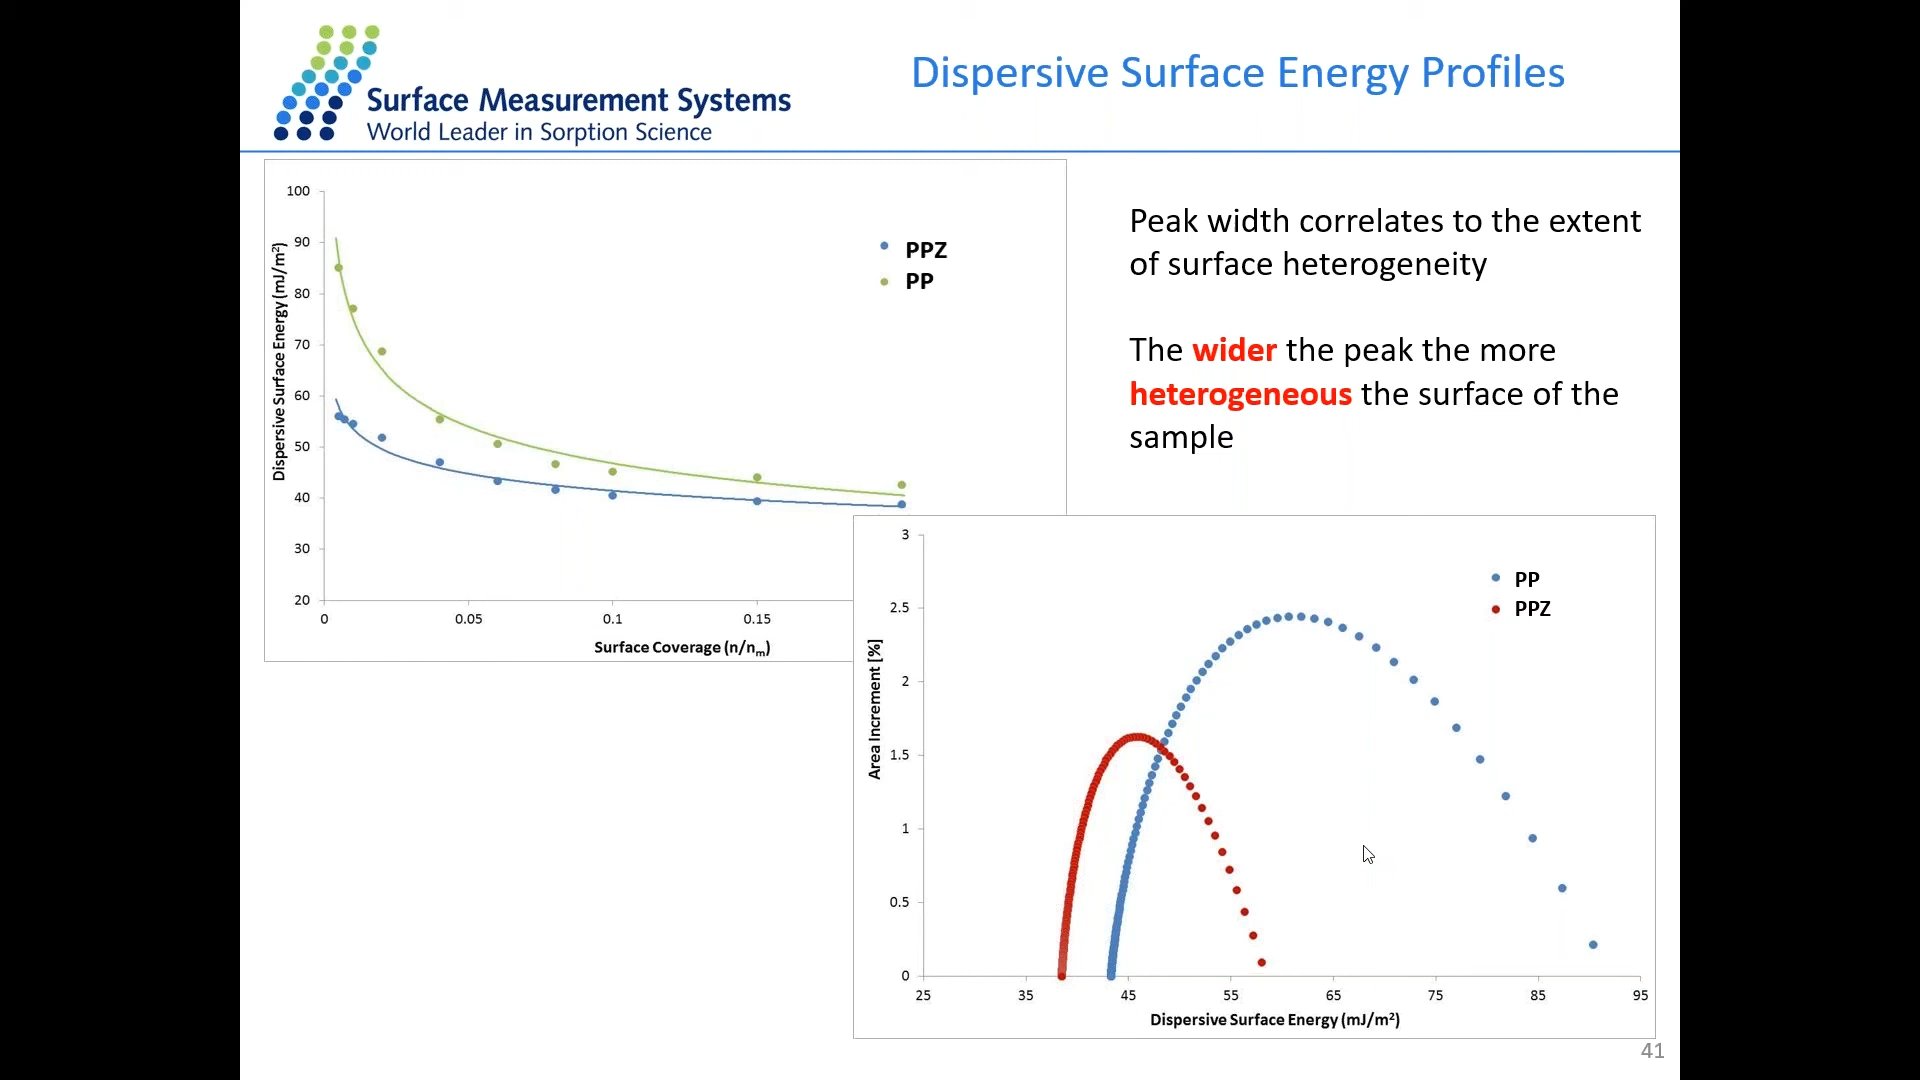 Surface Measurement Systems
World Leader in Sorption Science
Dispersive Surface Energy Profiles
Peak width correlates to the extent
of surface heterogeneity
The wider the peak the more
heterogeneous the surface of the
sample
Dispersive Surface Energy (mJ/m²)
100
90
80
70
60
50
40
30
20
0
0.05
0.1
0.15
Surface Coverage (n/nₘ)
PPZ
PP
Area Increment [%]
3
2.5
2
1.5
1
0.5
0
25
35
45
55
65
75
85
95
Dispersive Surface Energy (mJ/m²)
PP
PPZ
41